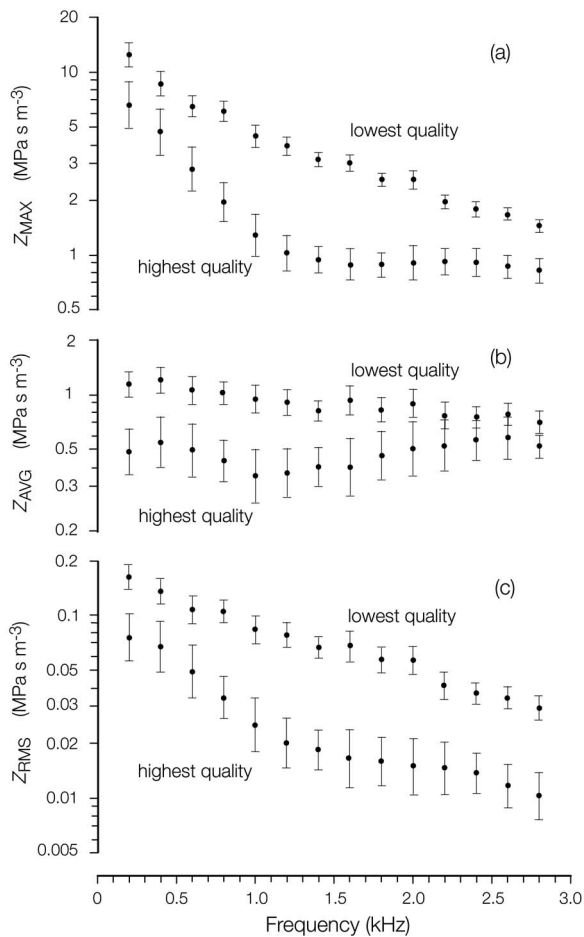 20
10
5
3
2
1
0.5
Z_MAX (MPa s m⁻³)
(a)
lowest quality
highest quality
2
1
0.5
0.3
0.2
Z_AVG (MPa s m⁻³)
(b)
lowest quality
highest quality
0.2
0.1
0.05
0.03
0.02
0.01
0.005
Z_RMS (MPa s m⁻³)
(c)
lowest quality
highest quality
0 0.5 1.0 1.5 2.0 2.5 3.0
Frequency (kHz)